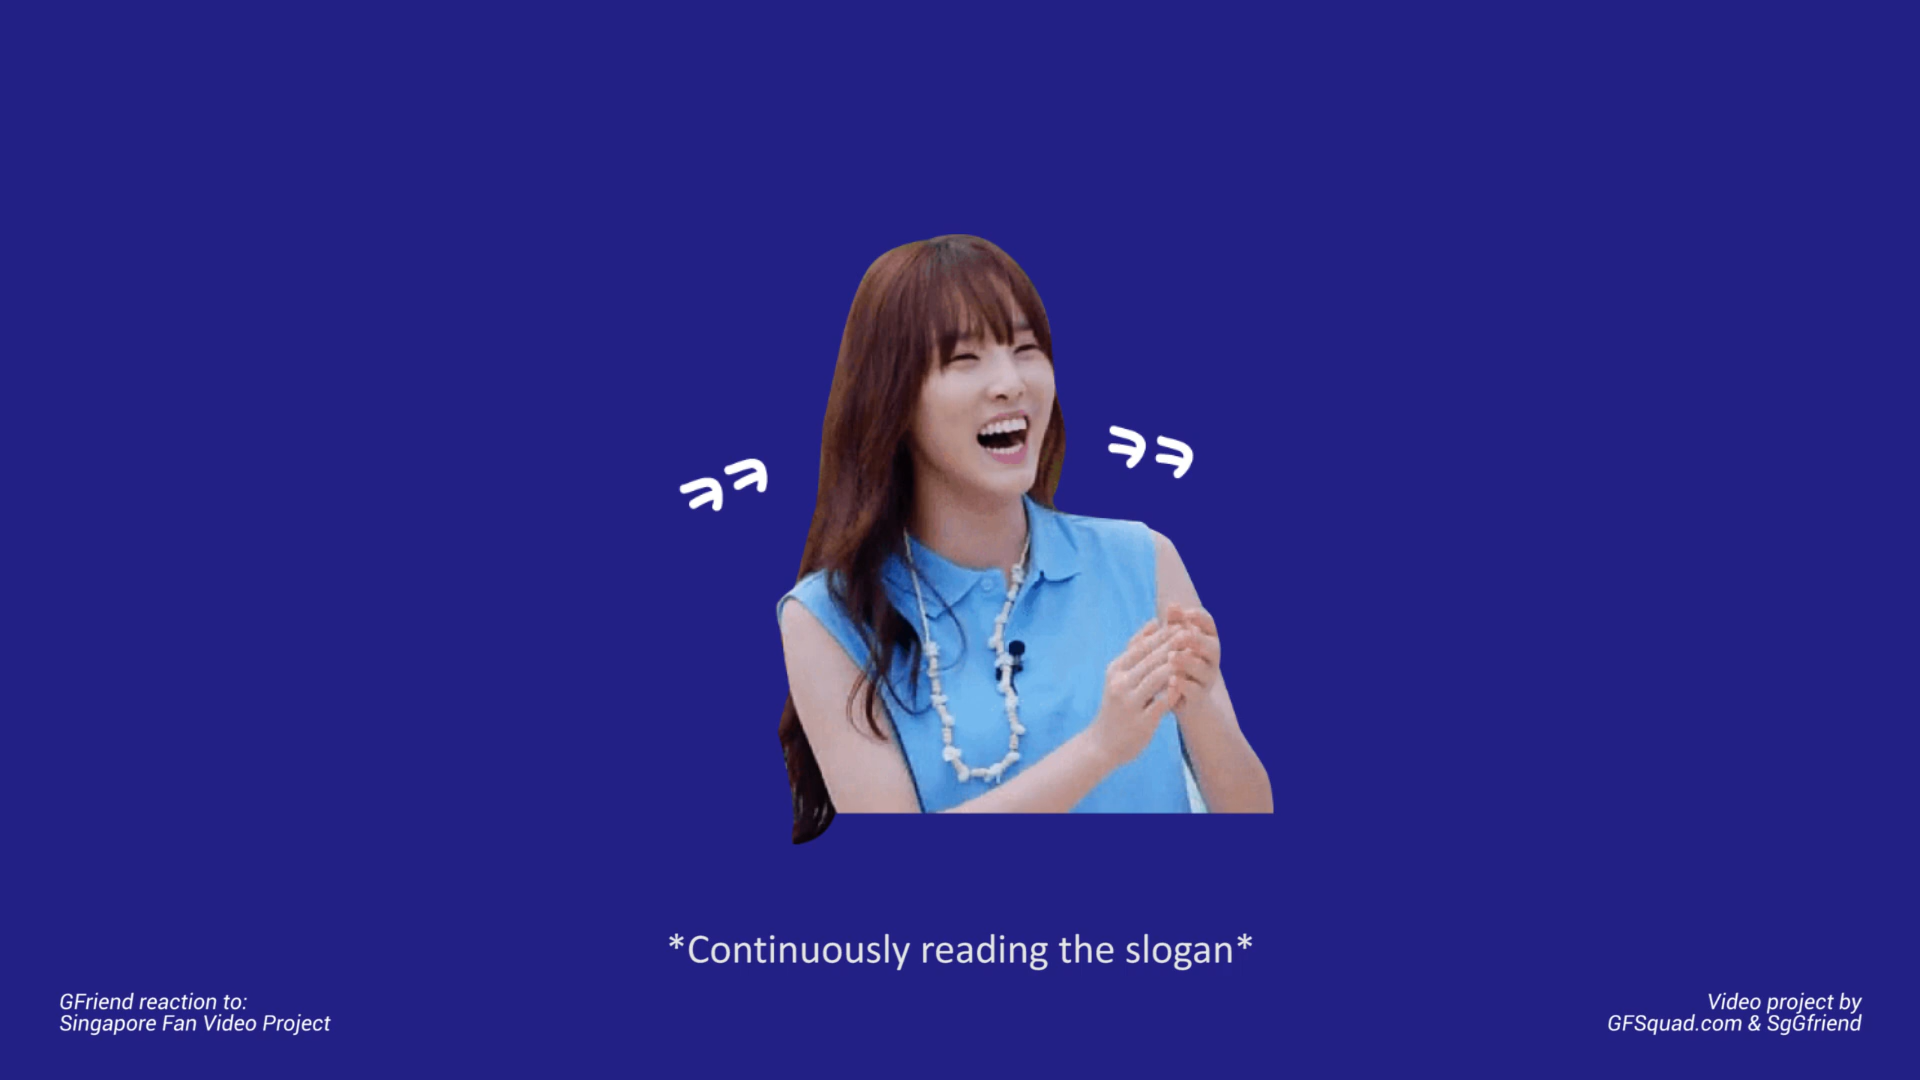 ㅋㅋ
ㅋㅋ
*Continuously reading the slogan*
GFriend reaction to:
Singapore Fan Video Project
Video project by
GFSquad.com & SgGfriend